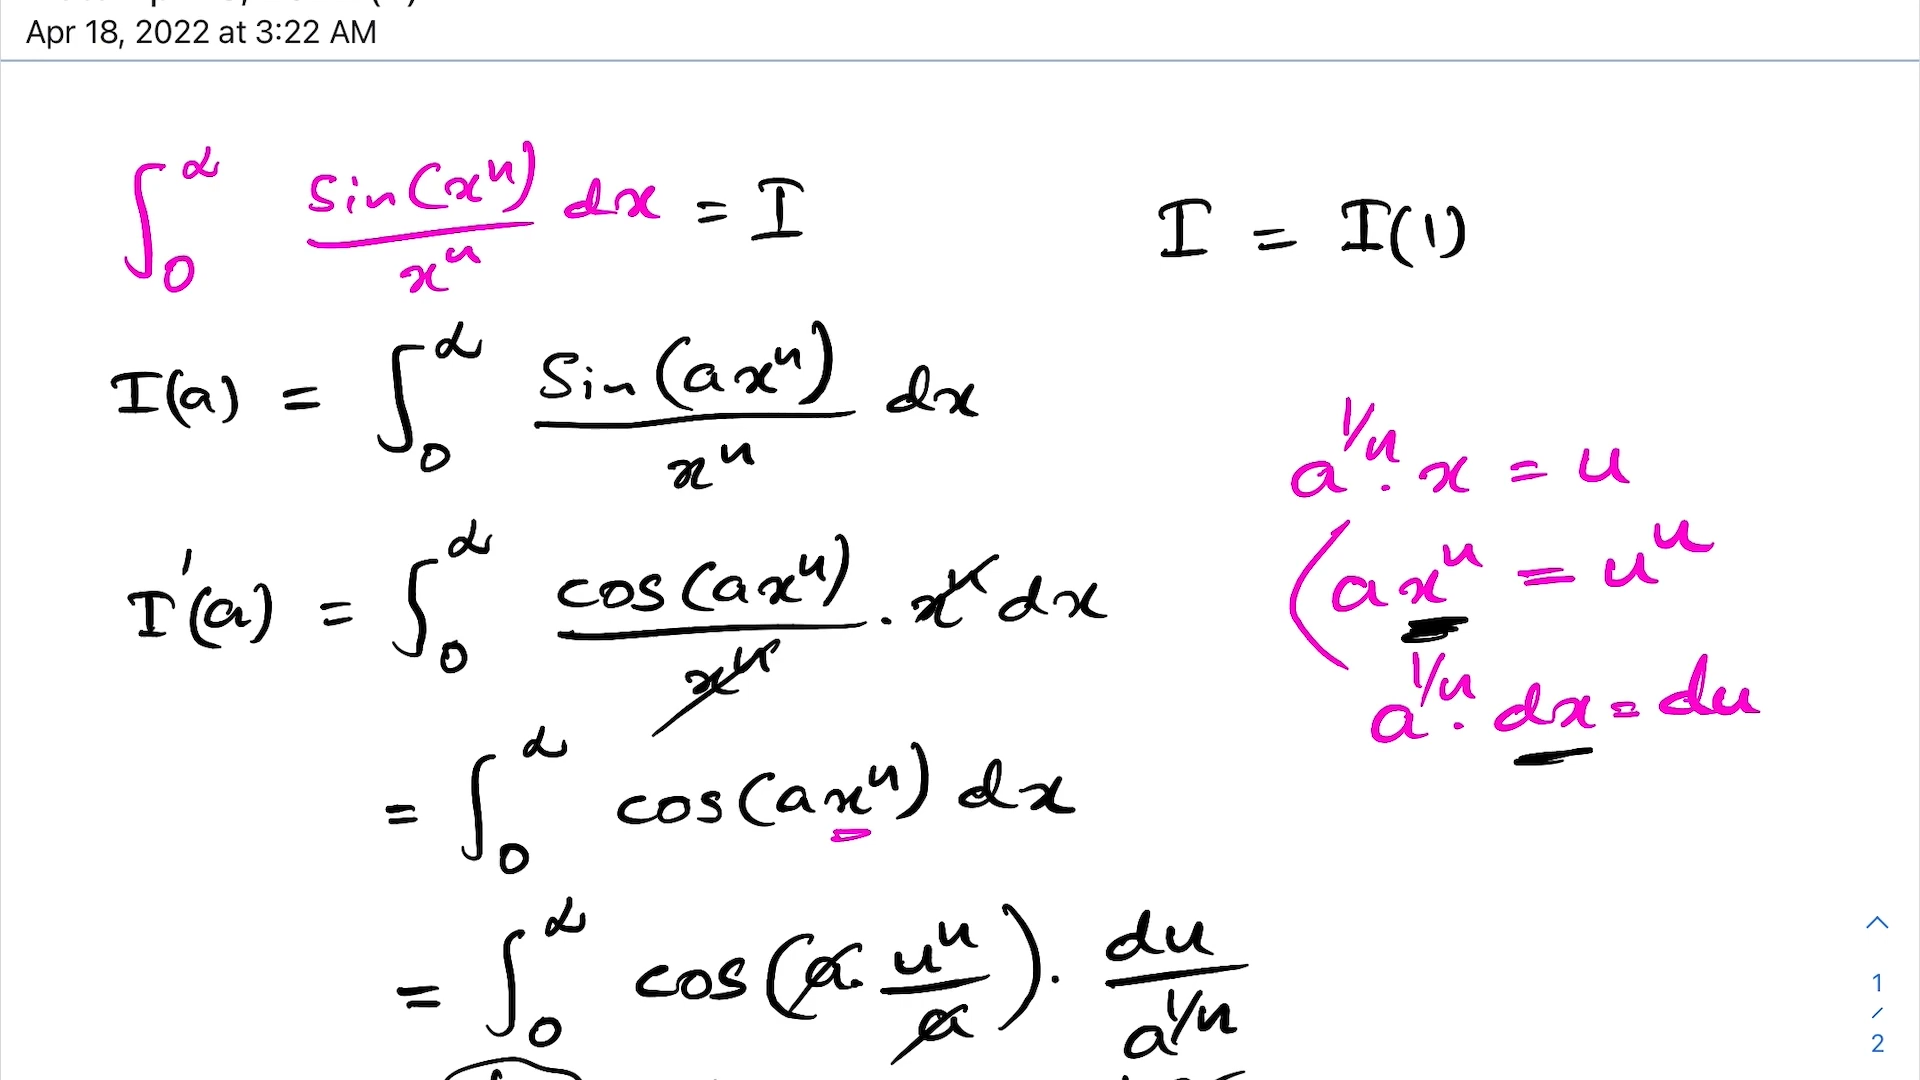 Apr 18, 2022 at 3:22 AM
∫₀^∞ sin(xⁿ)/xⁿ dx = I
I = I(1)
I(a) = ∫₀^∞ sin(axⁿ)/xⁿ dx
a^(1/n) · x = u
I'(a) = ∫₀^∞ cos(axⁿ)/xⁿ · xⁿ dx
(axⁿ = uⁿ
a^(1/n) · dx = du
= ∫₀^∞ cos(axⁿ) dx
= ∫₀^∞ cos(a · uⁿ/a) · du/a^(1/n)
1
/
2